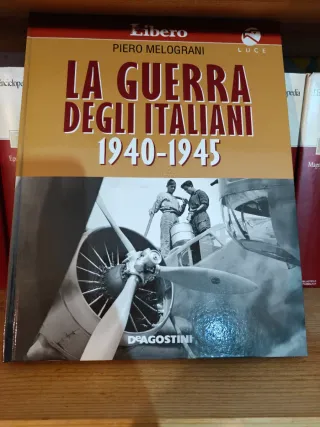 Libero
PIERO MELOGRANI
LUCE
LA GUERRA
DEGLI ITALIANI
1940-1945
DEAGOSTINI